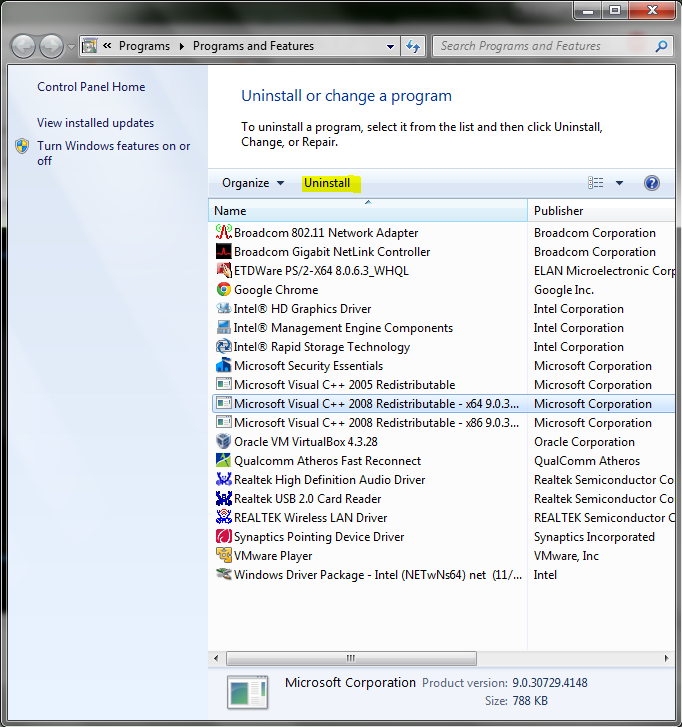 « Programs ▸ Programs and Features
Search Programs and Features
Control Panel Home
View installed updates
Turn Windows features on or
off
Uninstall or change a program
To uninstall a program, select it from the list and then click Uninstall,
Change, or Repair.
Organize Uninstall
Name Publisher
Broadcom 802.11 Network Adapter Broadcom Corporation
Broadcom Gigabit NetLink Controller Broadcom Corporation
ETDWare PS/2-X64 8.0.6.3_WHQL ELAN Microelectronic Corp
Google Chrome Google Inc.
Intel® HD Graphics Driver Intel Corporation
Intel® Management Engine Components Intel Corporation
Intel® Rapid Storage Technology Intel Corporation
Microsoft Security Essentials Microsoft Corporation
Microsoft Visual C++ 2005 Redistributable Microsoft Corporation
Microsoft Visual C++ 2008 Redistributable - x64 9.0.3... Microsoft Corporation
Microsoft Visual C++ 2008 Redistributable - x86 9.0.3... Microsoft Corporation
Oracle VM VirtualBox 4.3.28 Oracle Corporation
Qualcomm Atheros Fast Reconnect QualComm Atheros
Realtek High Definition Audio Driver Realtek Semiconductor Co
Realtek USB 2.0 Card Reader Realtek Semiconductor Co
REALTEK Wireless LAN Driver REALTEK Semiconductor C
Synaptics Pointing Device Driver Synaptics Incorporated
VMware Player VMware, Inc
Windows Driver Package - Intel (NETwNs64) net (11/... Intel
Microsoft Corporation Product version: 9.0.30729.4148
Size: 788 KB